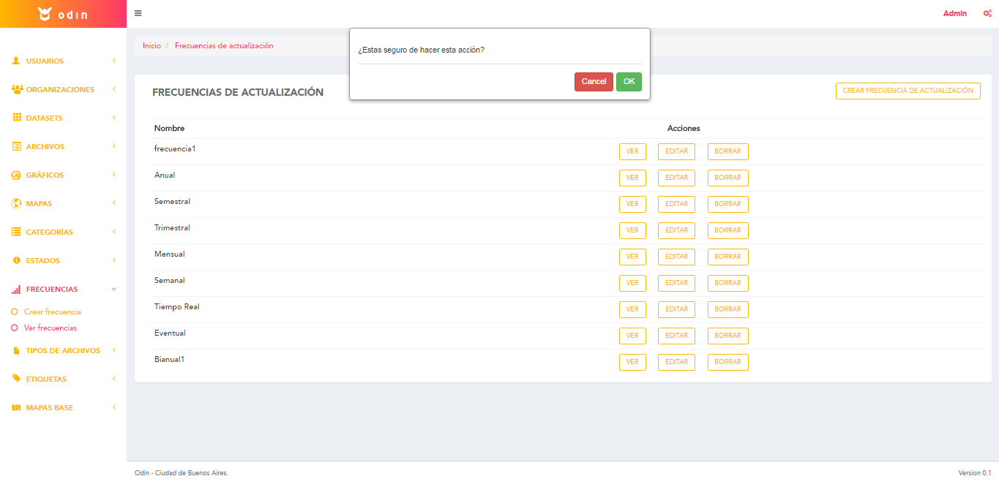 odin
Admin
¿Estas seguro de hacer esta acción?
Cancel OK
Inicio / Frecuencias de actualización
FRECUENCIAS DE ACTUALIZACIÓN
CREAR FRECUENCIA DE ACTUALIZACIÓN
USUARIOS
ORGANIZACIONES
DATASETS
ARCHIVOS
GRÁFICOS
MAPAS
CATEGORÍAS
ESTADOS
FRECUENCIAS
Crear frecuencia
Ver frecuencias
TIPOS DE ARCHIVOS
ETIQUETAS
MAPAS BASE
Nombre Acciones
frecuencia1 VER EDITAR BORRAR
Anual VER EDITAR BORRAR
Semestral VER EDITAR BORRAR
Trimestral VER EDITAR BORRAR
Mensual VER EDITAR BORRAR
Semanal VER EDITAR BORRAR
Tiempo Real VER EDITAR BORRAR
Eventual VER EDITAR BORRAR
Bianual1 VER EDITAR BORRAR
Odin - Ciudad de Buenos Aires.
Version 0.1